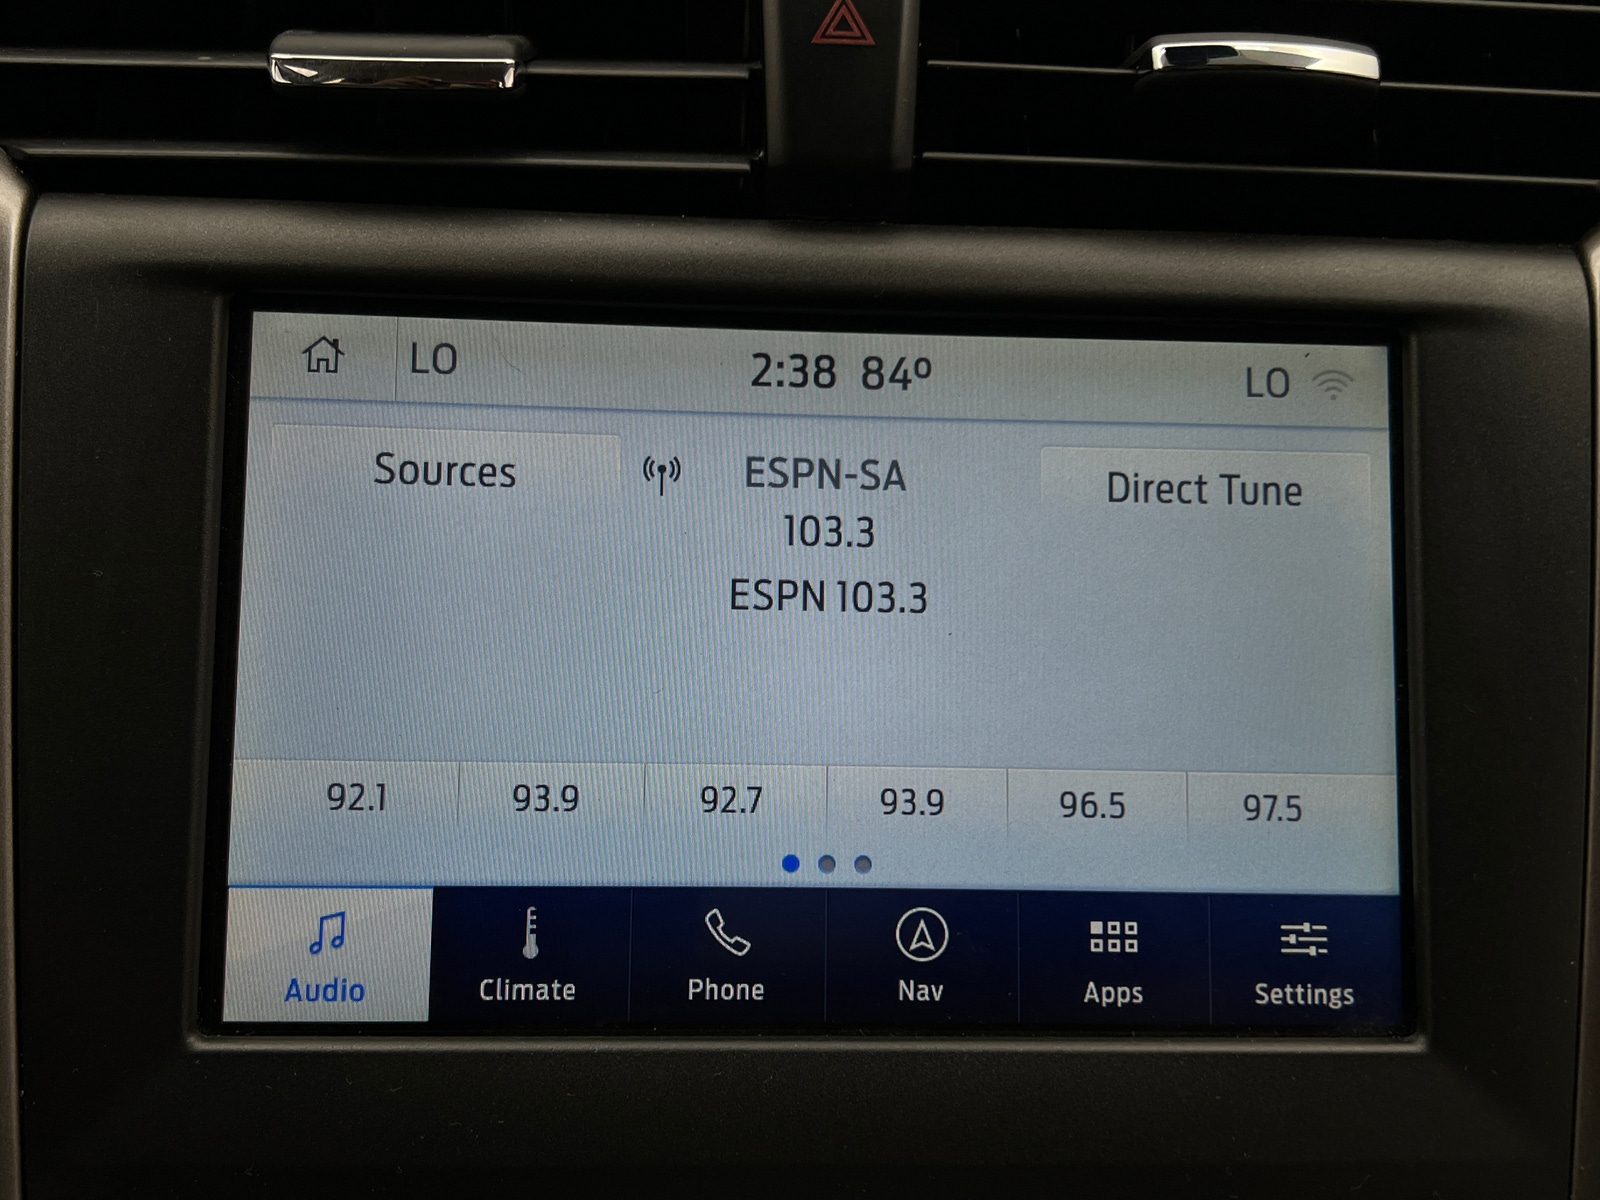 LO 2:38 84º LO
Sources ESPN-SA Direct Tune
103.3
ESPN 103.3
92.1 93.9 92.7 93.9 96.5 97.5
Audio Climate Phone Nav Apps Settings